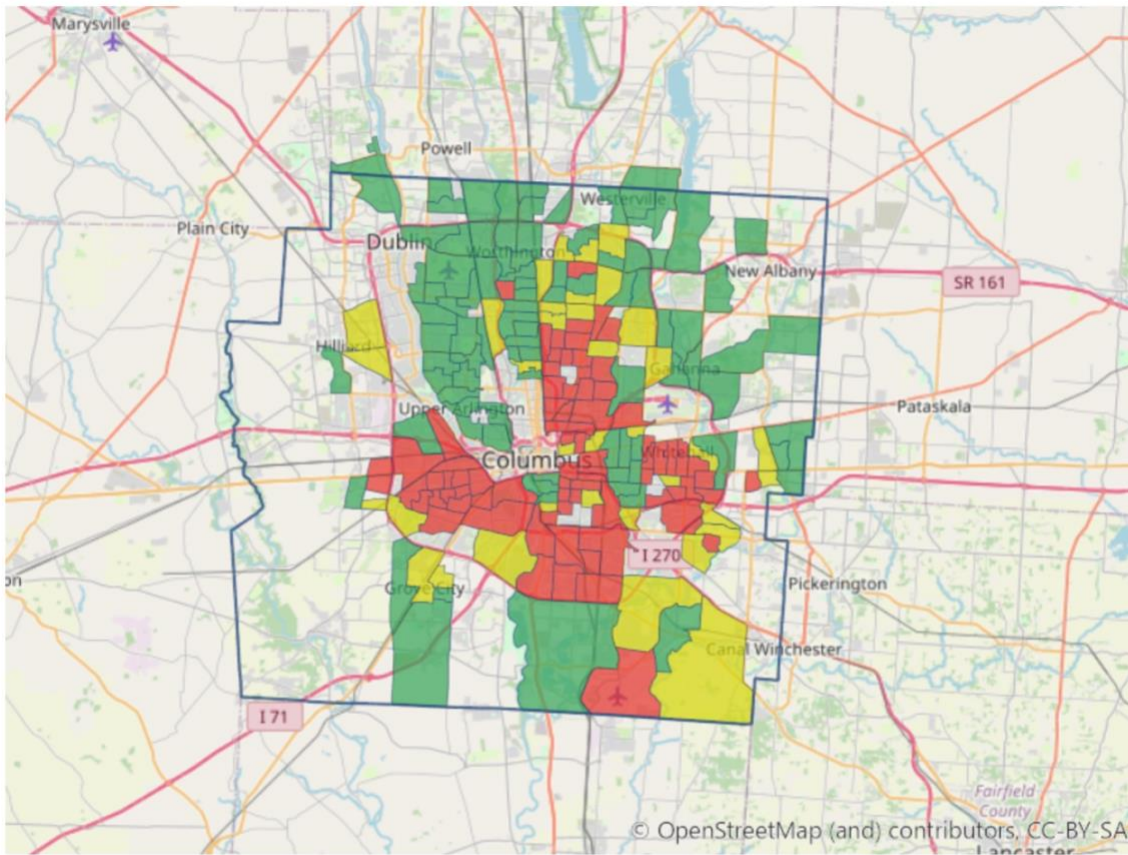 Marysville
Powell
Westerville
Plain City
Dublin
Worthington
New Albany
SR 161
Hilliard
Gahanna
Upper Arlington
Pataskala
Columbus
Whitehall
I 270
on
Grove City
Pickerington
Canal Winchester
I 71
Fairfield
County
© OpenStreetMap (and) contributors, CC-BY-SA
Lancaster